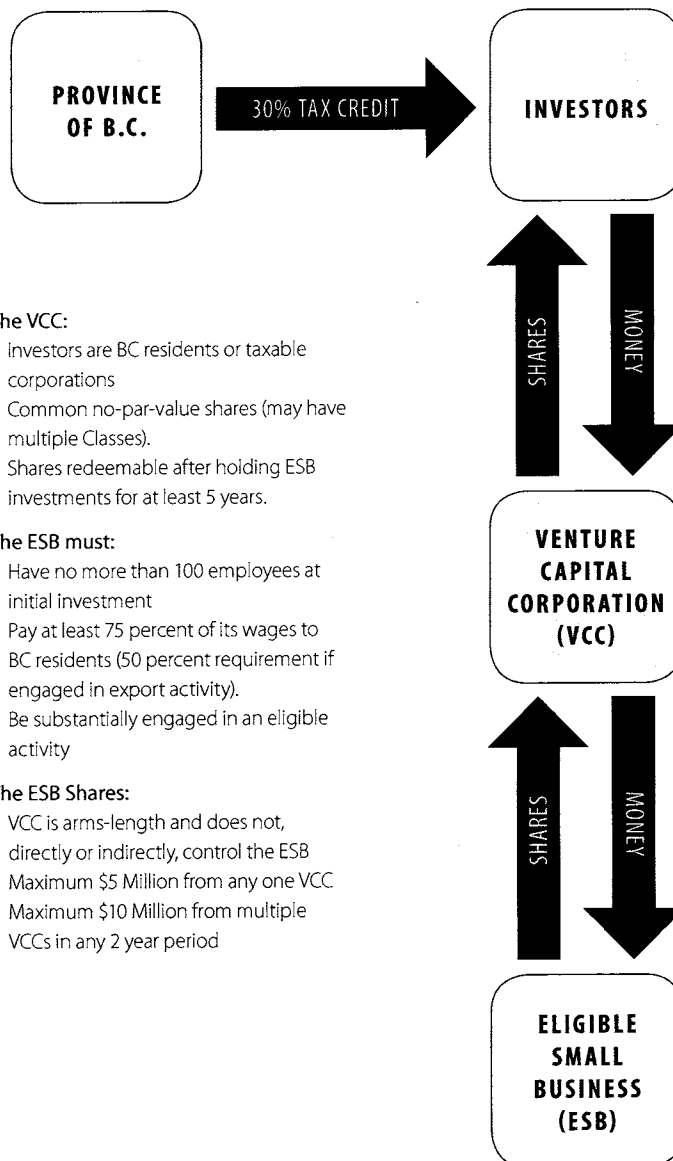 PROVINCE
OF B.C.
30% TAX CREDIT
INVESTORS
SHARES
MONEY
he VCC:
Investors are BC residents or taxable
corporations
Common no-par-value shares (may have
multiple Classes).
Shares redeemable after holding ESB
investments for at least 5 years.
he ESB must:
Have no more than 100 employees at
initial investment
Pay at least 75 percent of its wages to
BC residents (50 percent requirement if
engaged in export activity).
Be substantially engaged in an eligible
activity
he ESB Shares:
VCC is arms-length and does not,
directly or indirectly, control the ESB
Maximum $5 Million from any one VCC
Maximum $10 Million from multiple
VCCs in any 2 year period
VENTURE
CAPITAL
CORPORATION
(VCC)
SHARES
MONEY
ELIGIBLE
SMALL
BUSINESS
(ESB)